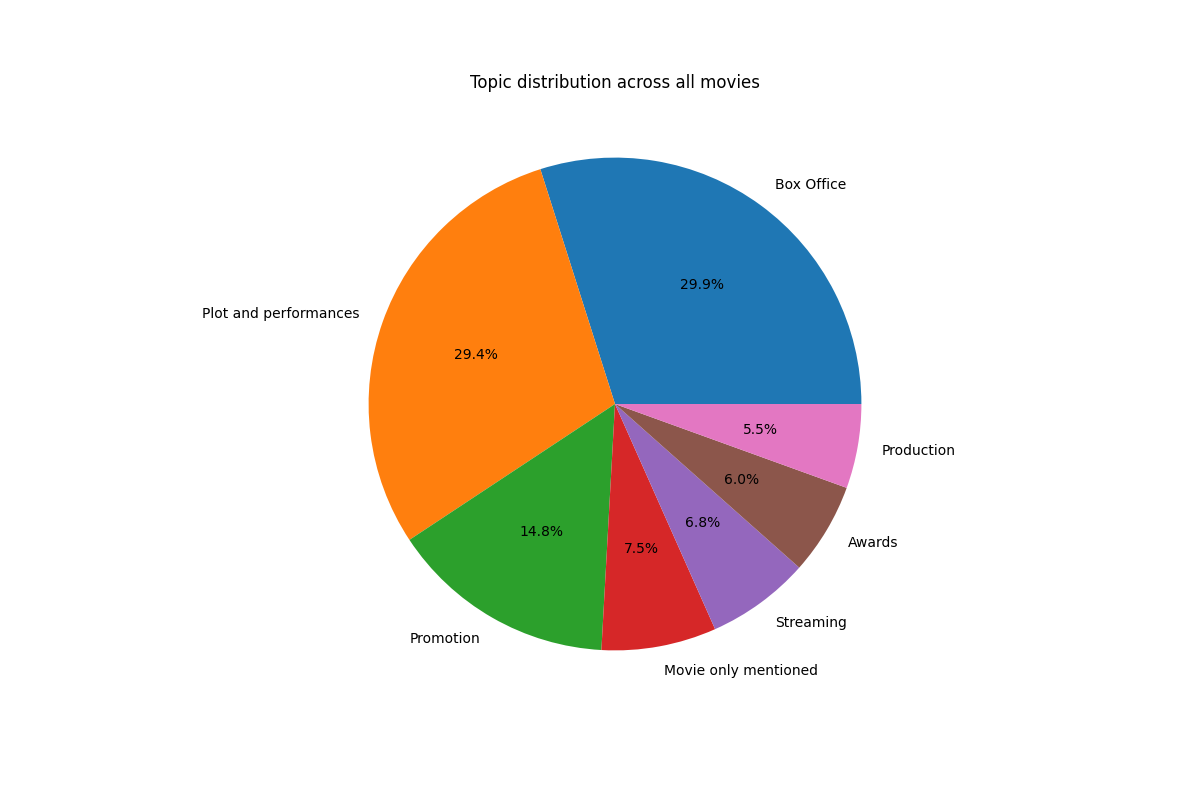 Topic distribution across all movies
Box Office
29.9%
Plot and performances
29.4%
Promotion
14.8%
Movie only mentioned
7.5%
Streaming
6.8%
Awards
6.0%
Production
5.5%